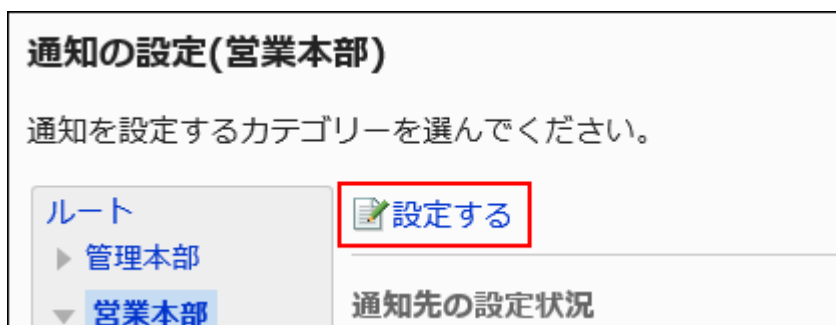 通知の設定(営業本部)
通知を設定するカテゴリーを選んでください。
ルート
管理本部
営業本部
設定する
通知先の設定状況